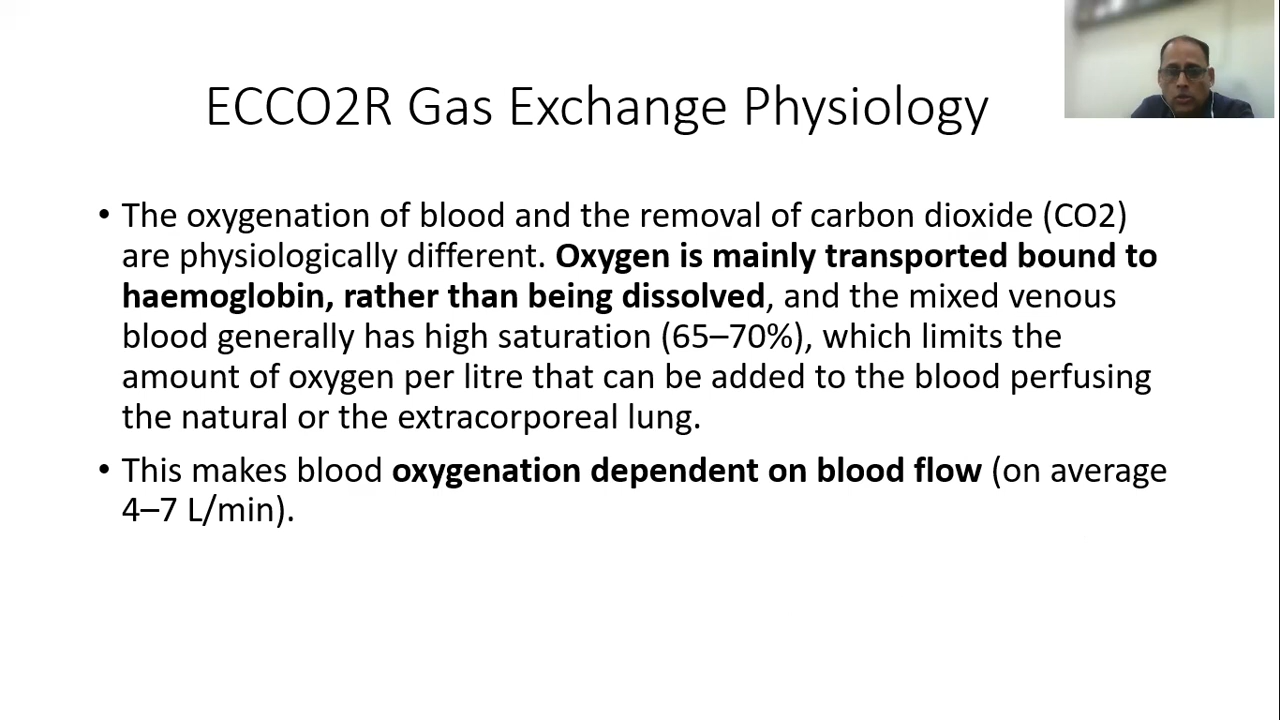 ECCO2R Gas Exchange Physiology
• The oxygenation of blood and the removal of carbon dioxide (CO2)
are physiologically different. Oxygen is mainly transported bound to
haemoglobin, rather than being dissolved, and the mixed venous
blood generally has high saturation (65–70%), which limits the
amount of oxygen per litre that can be added to the blood perfusing
the natural or the extracorporeal lung.
• This makes blood oxygenation dependent on blood flow (on average
4–7 L/min).